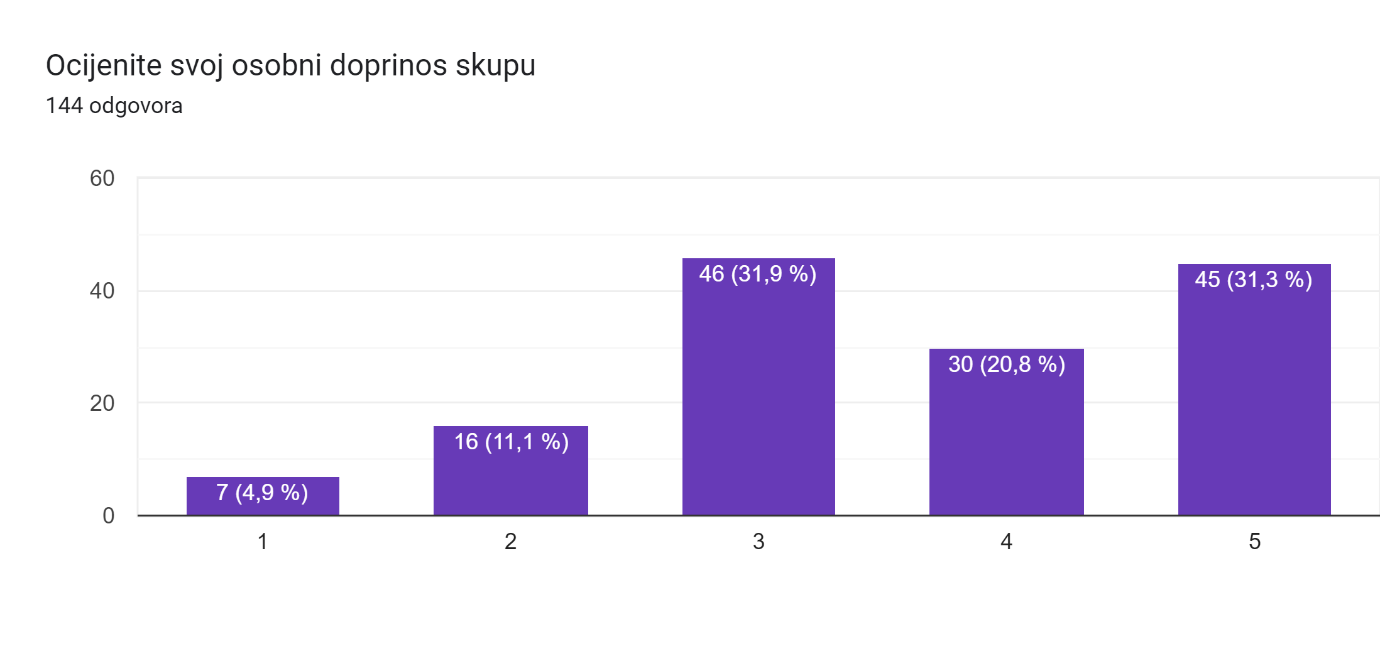 Ocijenite svoj osobni doprinos skupu
144 odgovora
60
40
20
0
7 (4,9 %)
16 (11,1 %)
46 (31,9 %)
30 (20,8 %)
45 (31,3 %)
1 2 3 4 5